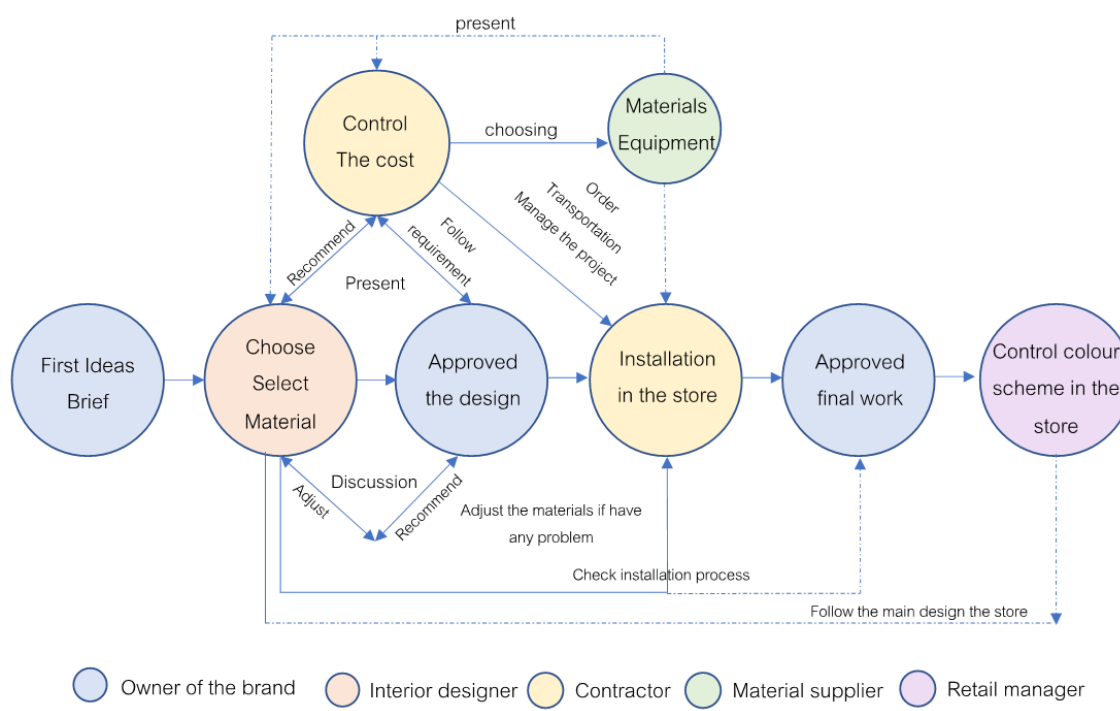 present
Control
The cost
choosing
Materials
Equipment
Order
Transportation
Manage the project
Recommend
Follow
requirement
Present
First Ideas
Brief
Choose
Select
Material
Approved
the design
Installation
in the store
Approved
final work
Control colour
scheme in the
store
Adjust
Discussion
Recommend
Adjust the materials if have
any problem
Check installation process
Follow the main design the store
Owner of the brand
Interior designer
Contractor
Material supplier
Retail manager